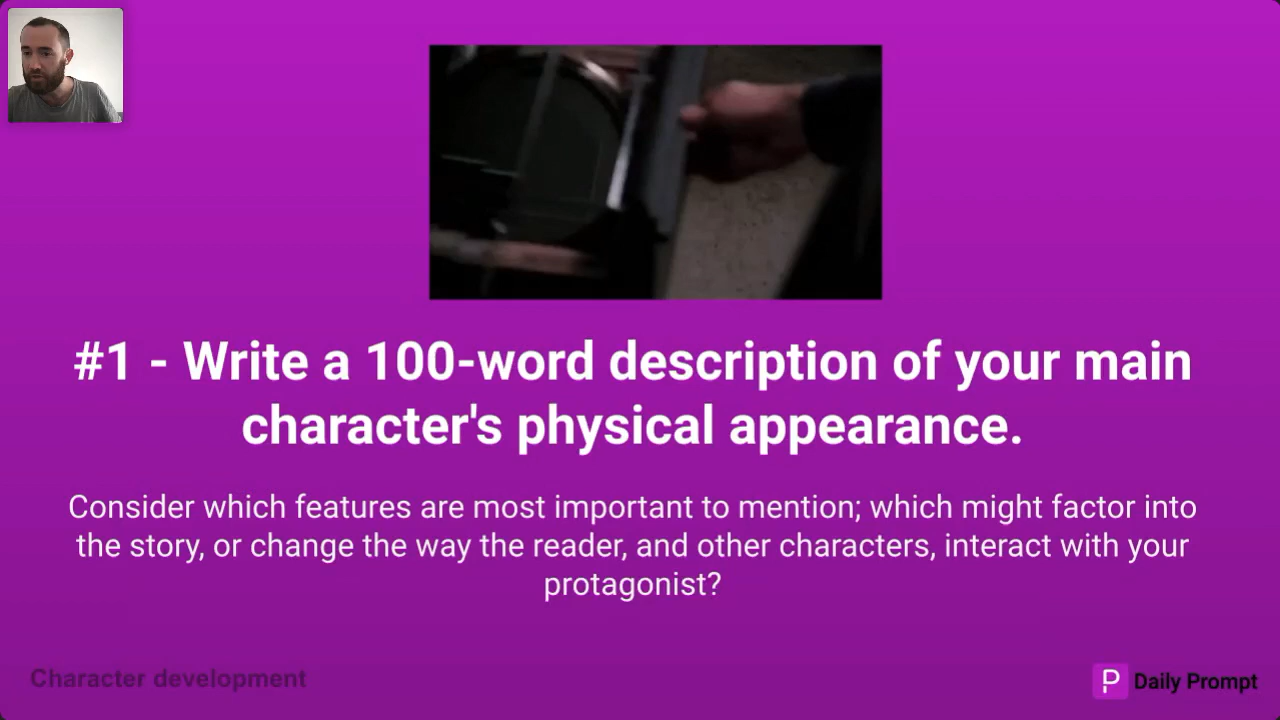 #1 - Write a 100-word description of your main
character's physical appearance.
Consider which features are most important to mention; which might factor into
the story, or change the way the reader, and other characters, interact with your
protagonist?
Character development
P Daily Prompt